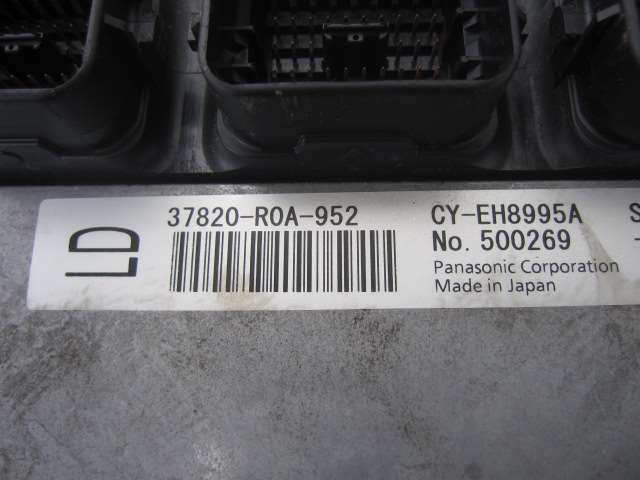 LD
37820-R0A-952
CY-EH8995A
No. 500269
Panasonic Corporation
Made in Japan